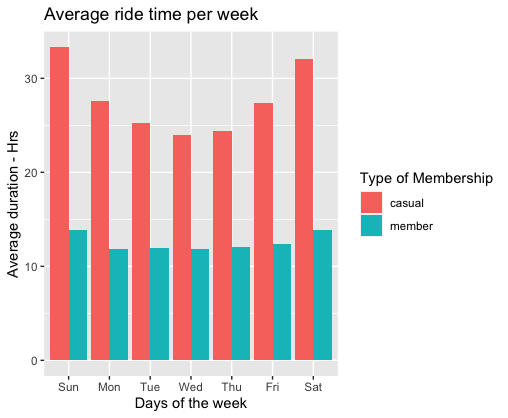 Average ride time per week
Average duration - Hrs
30
20
10
0
Sun Mon Tue Wed Thu Fri Sat
Days of the week
Type of Membership
casual
member